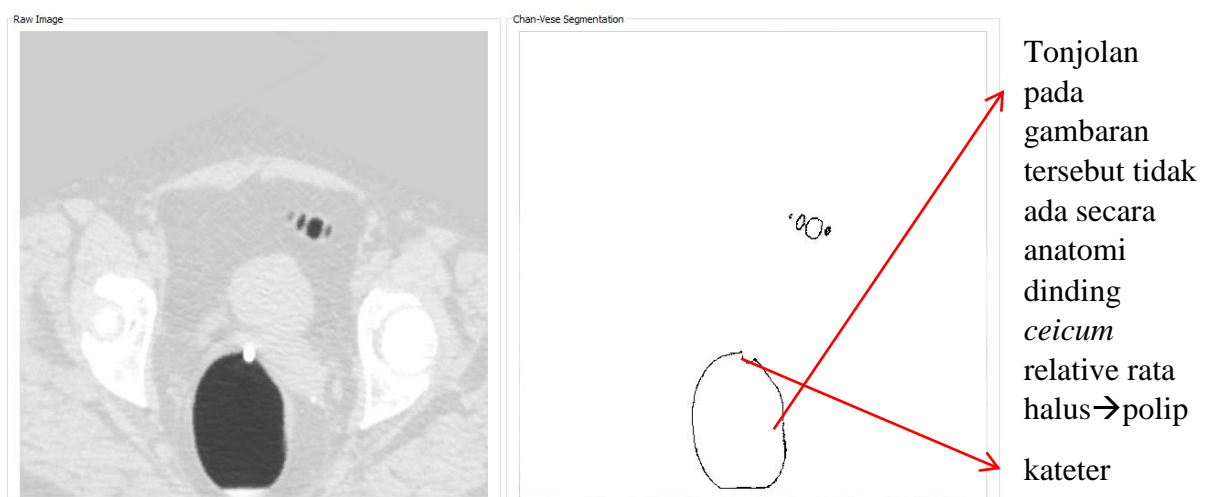 Raw Image
Chan-Vese Segmentation
Tonjolan
pada
gambaran
tersebut tidak
ada secara
anatomi
dinding
ceicum
relative rata
halus→polip
kateter